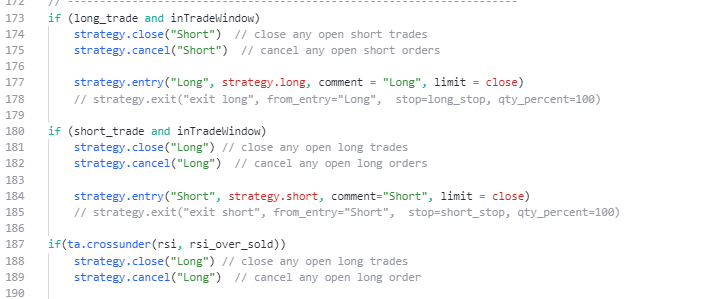 172 // -----------------------------------------------------------------
173 if (long_trade and inTradeWindow)
174 strategy.close("Short") // close any open short trades
175 strategy.cancel("Short") // cancel any open short orders
176
177 strategy.entry("Long", strategy.long, comment = "Long", limit = close)
178 // strategy.exit("exit long", from_entry="Long", stop=long_stop, qty_percent=100)
179
180 if (short_trade and inTradeWindow)
181 strategy.close("Long") // close any open long trades
182 strategy.cancel("Long") // cancel any open long orders
183
184 strategy.entry("Short", strategy.short, comment="Short", limit = close)
185 // strategy.exit("exit short", from_entry="Short", stop=short_stop, qty_percent=100)
186
187 if(ta.crossunder(rsi, rsi_over_sold))
188 strategy.close("Long") // close any open long trades
189 strategy.cancel("Long") // cancel any open long order
190